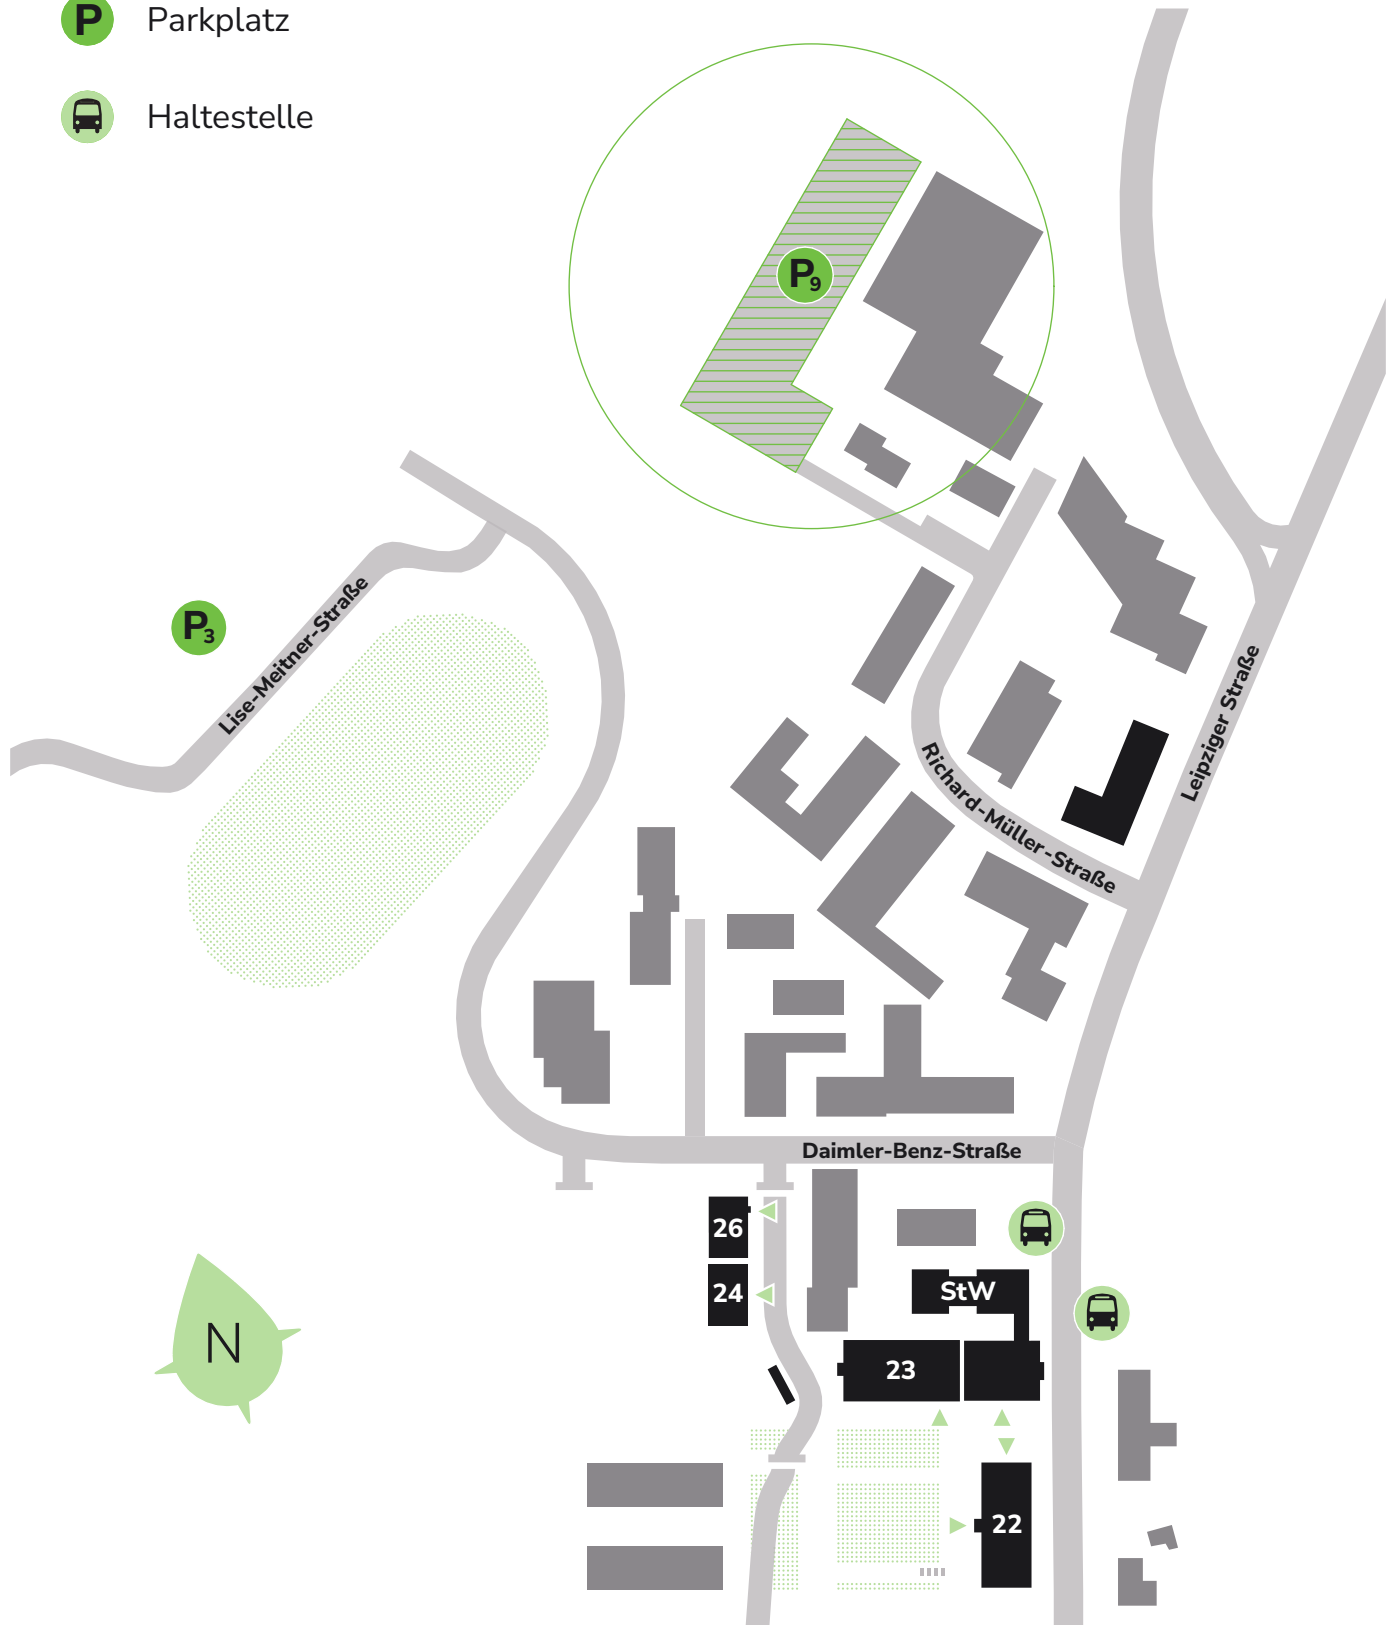 P Parkplatz
Haltestelle
P9
P3
Lise-Meitner-Straße
Leipziger Straße
Richard-Müller-Straße
Daimler-Benz-Straße
26
24
StW
23
22
N